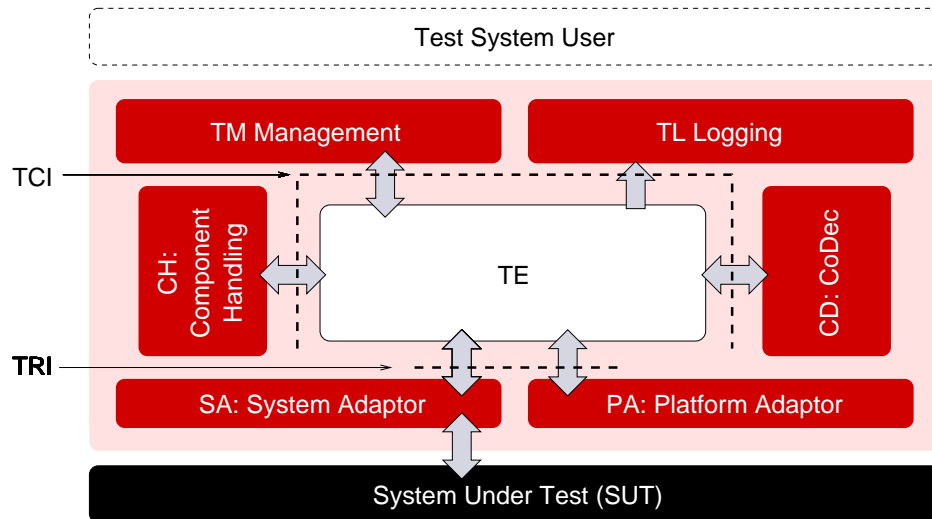 Test System User
TM Management
TL Logging
TCI
CH:
Component
Handling
TE
CD: CoDec
TRI
SA: System Adaptor
PA: Platform Adaptor
System Under Test (SUT)